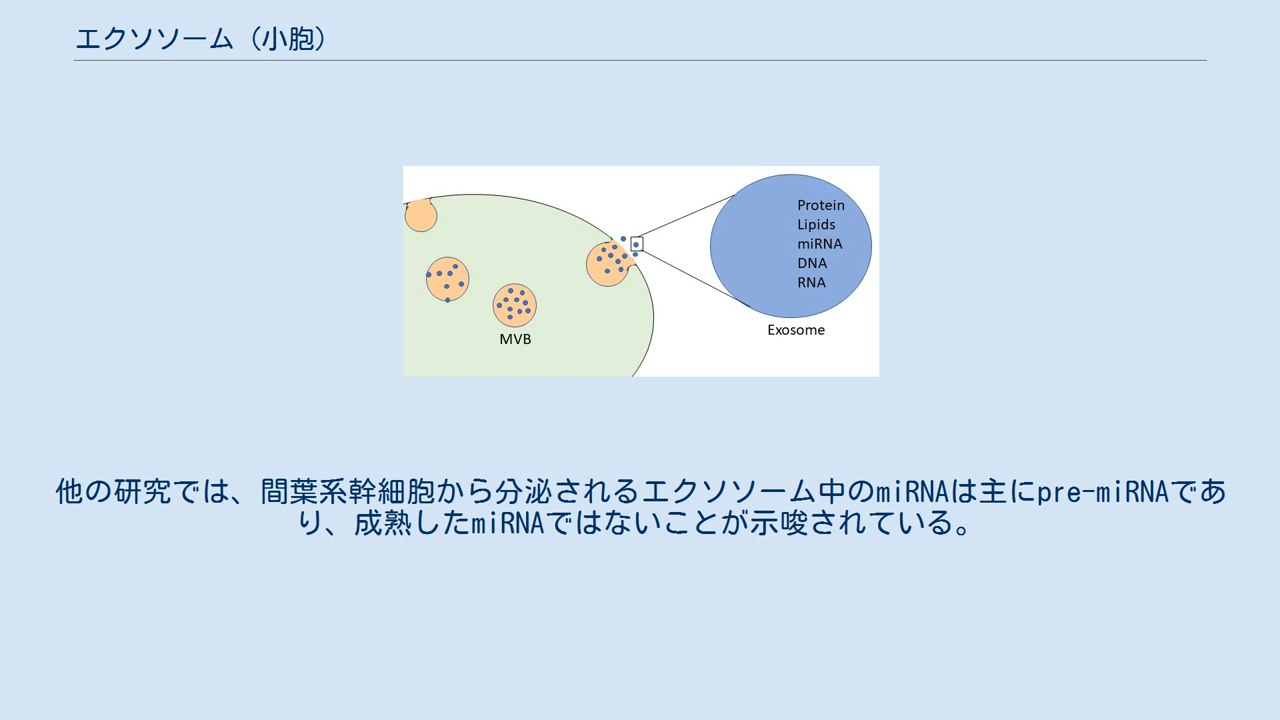 エクソソーム（小胞）
Protein
Lipids
miRNA
DNA
RNA
Exosome
MVB
他の研究では、間葉系幹細胞から分泌されるエクソソーム中のmiRNAは主にpre-miRNAであ
り、成熟したmiRNAではないことが示唆されている。